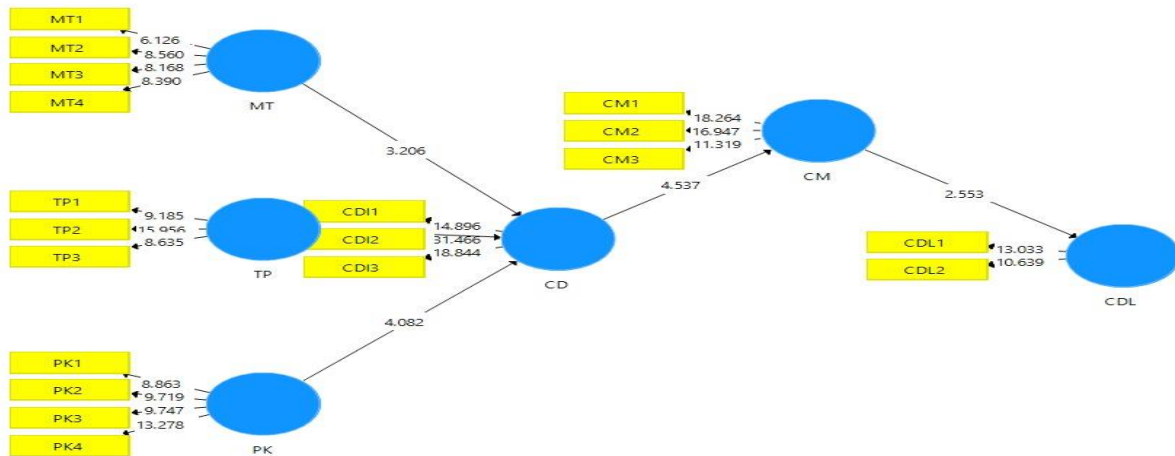 MT1
MT2
MT3
MT4
6.126
8.560
8.168
8.390
MT
3.206
TP1
TP2
TP3
9.185
15.956
8.635
TP
CDI1
CDI2
CDI3
14.896
31.466
18.844
CD
PK1
PK2
PK3
PK4
8.863
9.719
9.747
13.278
PK
4.082
CM1
CM2
CM3
18.264
16.947
11.319
CM
4.537
2.553
CDL1
CDL2
13.033
10.639
CDL